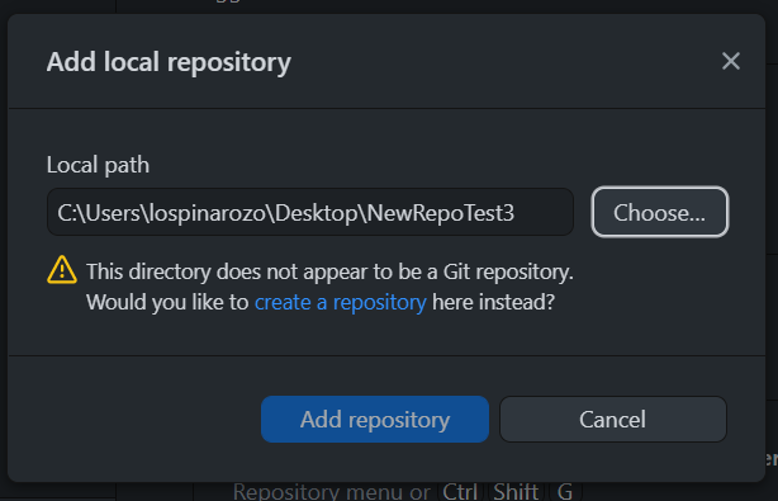 Add local repository
Local path
C:\Users\lospinarozo\Desktop\NewRepoTest3
Choose...
This directory does not appear to be a Git repository.
Would you like to create a repository here instead?
Add repository
Cancel
Repository menu or Ctrl Shift G